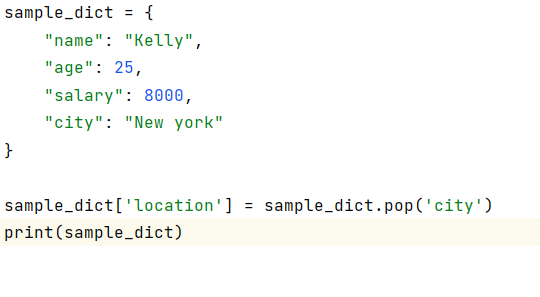 sample_dict = {
    "name": "Kelly",
    "age": 25,
    "salary": 8000,
    "city": "New york"
}
sample_dict['location'] = sample_dict.pop('city')
print(sample_dict)